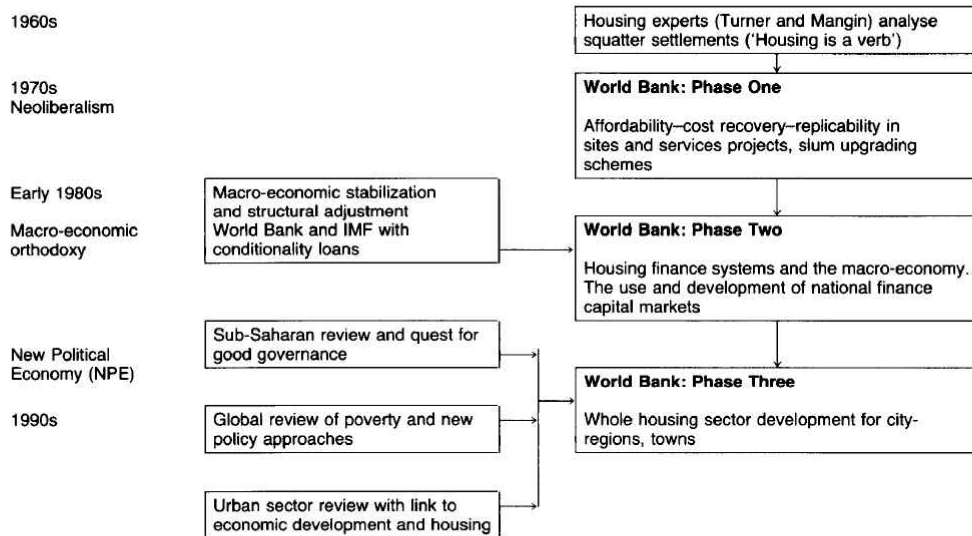 1960s
Housing experts (Turner and Mangin) analyse
squatter settlements (‘Housing is a verb’)
1970s
Neoliberalism
World Bank: Phase One
Affordability–cost recovery–replicability in
sites and services projects, slum upgrading
schemes
Early 1980s
Macro-economic
orthodoxy
Macro-economic stabilization
and structural adjustment
World Bank and IMF with
conditionality loans
World Bank: Phase Two
Housing finance systems and the macro-economy.
The use and development of national finance
capital markets
New Political
Economy (NPE)
1990s
Sub-Saharan review and quest for
good governance
Global review of poverty and new
policy approaches
Urban sector review with link to
economic development and housing
World Bank: Phase Three
Whole housing sector development for city-
regions, towns